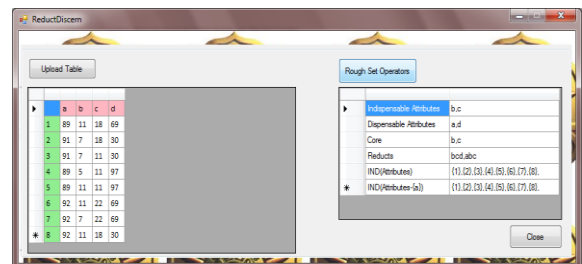 ReductDiscern
Upload Table
Rough Set Operators
a b c d
1 89 11 18 69
2 91 7 18 30
3 91 7 11 30
4 89 5 11 97
5 89 11 11 97
6 92 11 22 69
7 92 7 22 69
8 92 11 18 30
Indispensable Attributes b,c
Dispensable Attributes a,d
Core b,c
Reducts bcd,abc
IND(Attributes) {1},{2},{3},{4},{5},{6},{7},{8},
IND(Attributes-{a}) {1},{2},{3},{4},{5},{6},{7},{8},
Close